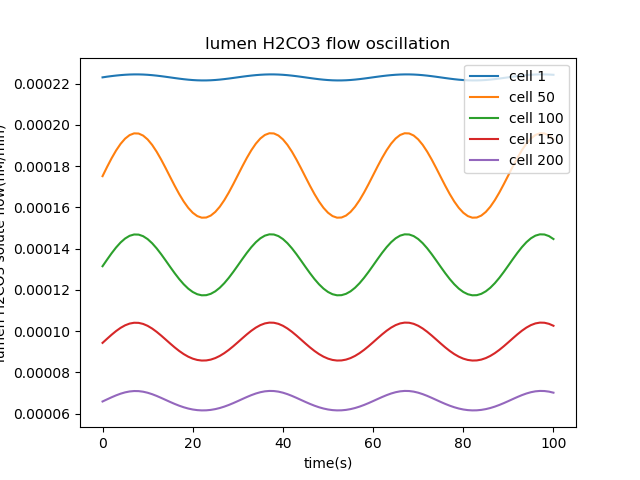 lumen H2CO3 flow oscillation
0.00022
0.00020
0.00018
0.00016
0.00014
0.00012
0.00010
0.00008
0.00006
lumen H2CO3 solute flow(nM/min)
0
20
40
60
80
100
time(s)
cell 1
cell 50
cell 100
cell 150
cell 200